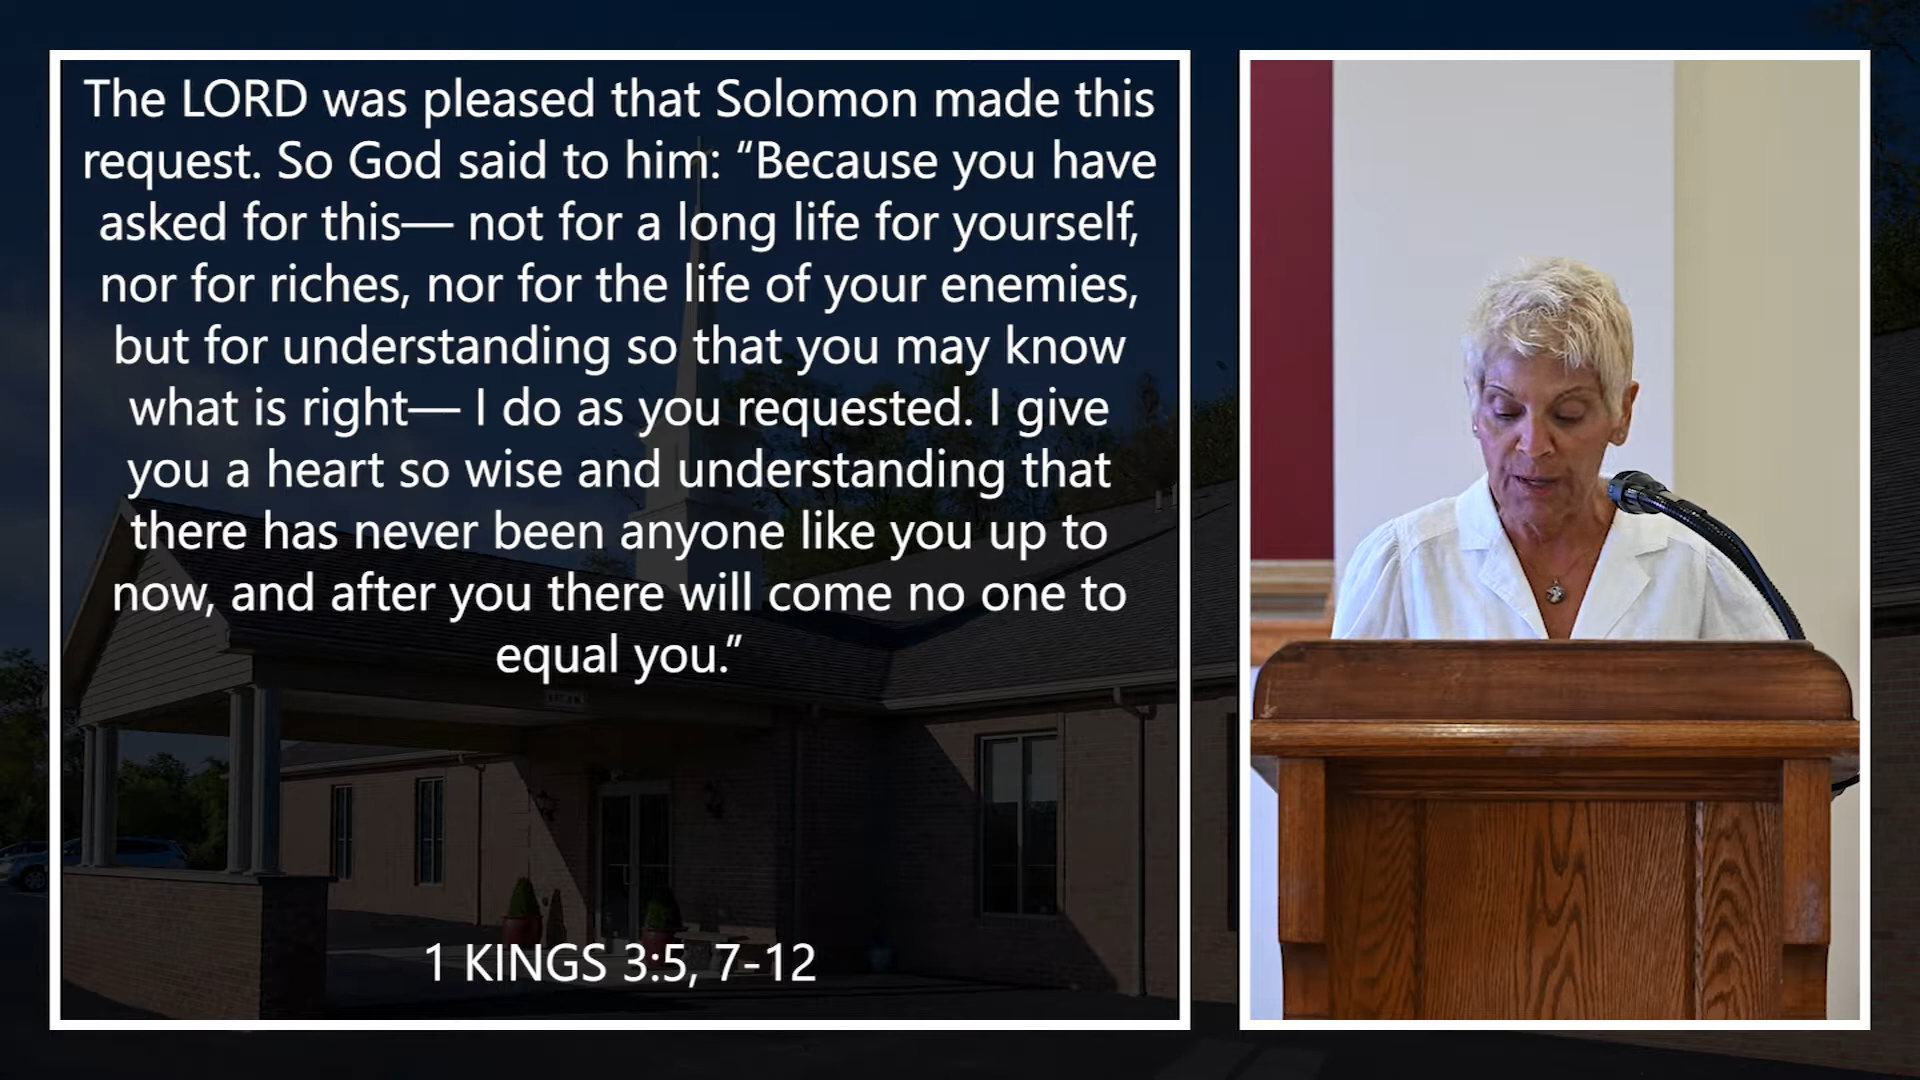 The LORD was pleased that Solomon made this
request. So God said to him: “Because you have
asked for this— not for a long life for yourself,
nor for riches, nor for the life of your enemies,
but for understanding so that you may know
what is right— I do as you requested. I give
you a heart so wise and understanding that
there has never been anyone like you up to
now, and after you there will come no one to
equal you.”
1 KINGS 3:5, 7-12